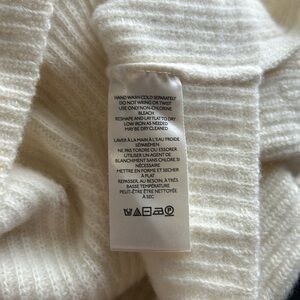 HAND WASH COLD SEPARATELY
DO NOT WRING OR TWIST
USE ONLY NON-CHLORINE
BLEACH
RESHAPE AND LAY FLAT TO DRY
LOW IRON AS NEEDED
MAY BE DRY CLEANED
LAVER À LA MAIN À L'EAU FROIDE
SÉPARÉMENT
NE PAS TORDRE OU ESSORER
UTILISER UN AGENT DE
BLANCHIMENT SANS CHLORE SI
NÉCESSAIRE
METTRE EN FORME ET SÉCHER
À PLAT
REPASSER, AU BESOIN, À TRÈS
BASSE TEMPÉRATURE
PEUT-ÊTRE ÊTRE NETTOYÉE
À SEC